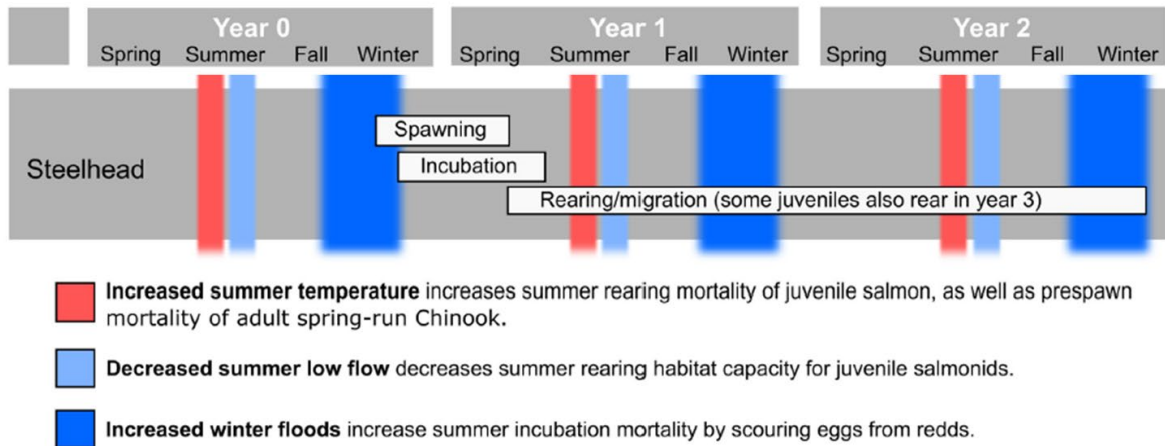 Year 0 Year 1 Year 2
Spring Summer Fall Winter Spring Summer Fall Winter Spring Summer Fall Winter
Spawning
Incubation
Steelhead
Rearing/migration (some juveniles also rear in year 3)
Increased summer temperature increases summer rearing mortality of juvenile salmon, as well as prespawn
mortality of adult spring-run Chinook.
Decreased summer low flow decreases summer rearing habitat capacity for juvenile salmonids.
Increased winter floods increase summer incubation mortality by scouring eggs from redds.